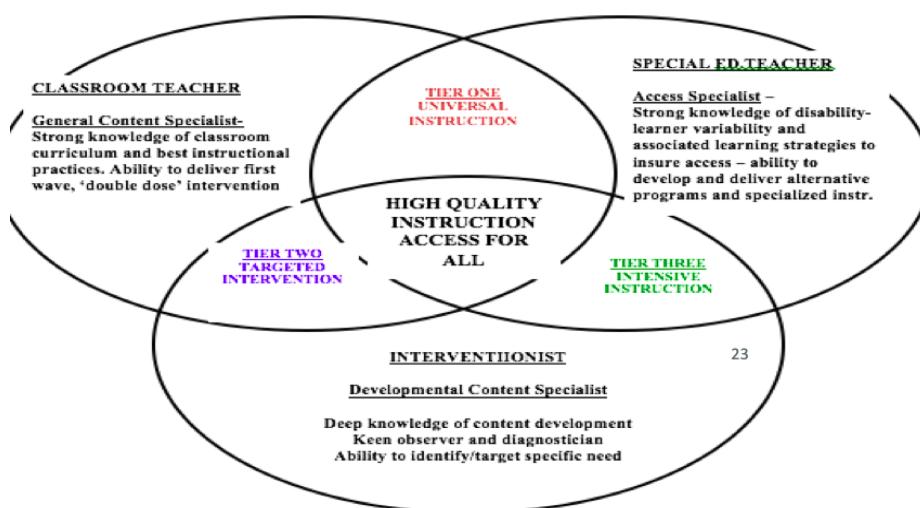 CLASSROOM TEACHER
General Content Specialist-
Strong knowledge of classroom
curriculum and best instructional
practices. Ability to deliver first
wave, ‘double dose’ intervention
TIER ONE
UNIVERSAL
INSTRUCTION
SPECIAL ED.TEACHER
Access Specialist –
Strong knowledge of disability-
learner variability and
associated learning strategies to
insure access – ability to
develop and deliver alternative
programs and specialized instr.
HIGH QUALITY
INSTRUCTION
ACCESS FOR
ALL
TIER TWO
TARGETED
INTERVENTION
TIER THREE
INTENSIVE
INSTRUCTION
INTERVENTIIONIST
23
Developmental Content Specialist
Deep knowledge of content development
Keen observer and diagnostician
Ability to identify/target specific need